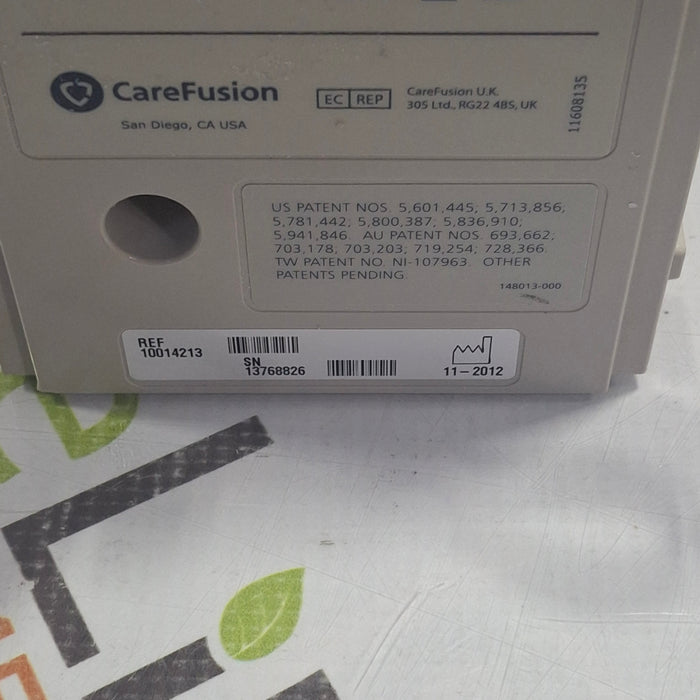 CareFusion
San Diego, CA USA
EC REP
CareFusion U.K.
305 Ltd., RG22 4BS, UK
11608135
US PATENT NOS. 5,601,445; 5,713,856;
5,781,442; 5,800,387; 5,836,910;
5,941,846. AU PATENT NOS. 693,662;
703,178; 703,203; 719,254; 728,366.
TW PATENT NO. NI-107963. OTHER
PATENTS PENDING.
148013-000
REF
10014213
SN
13768826
11-2012